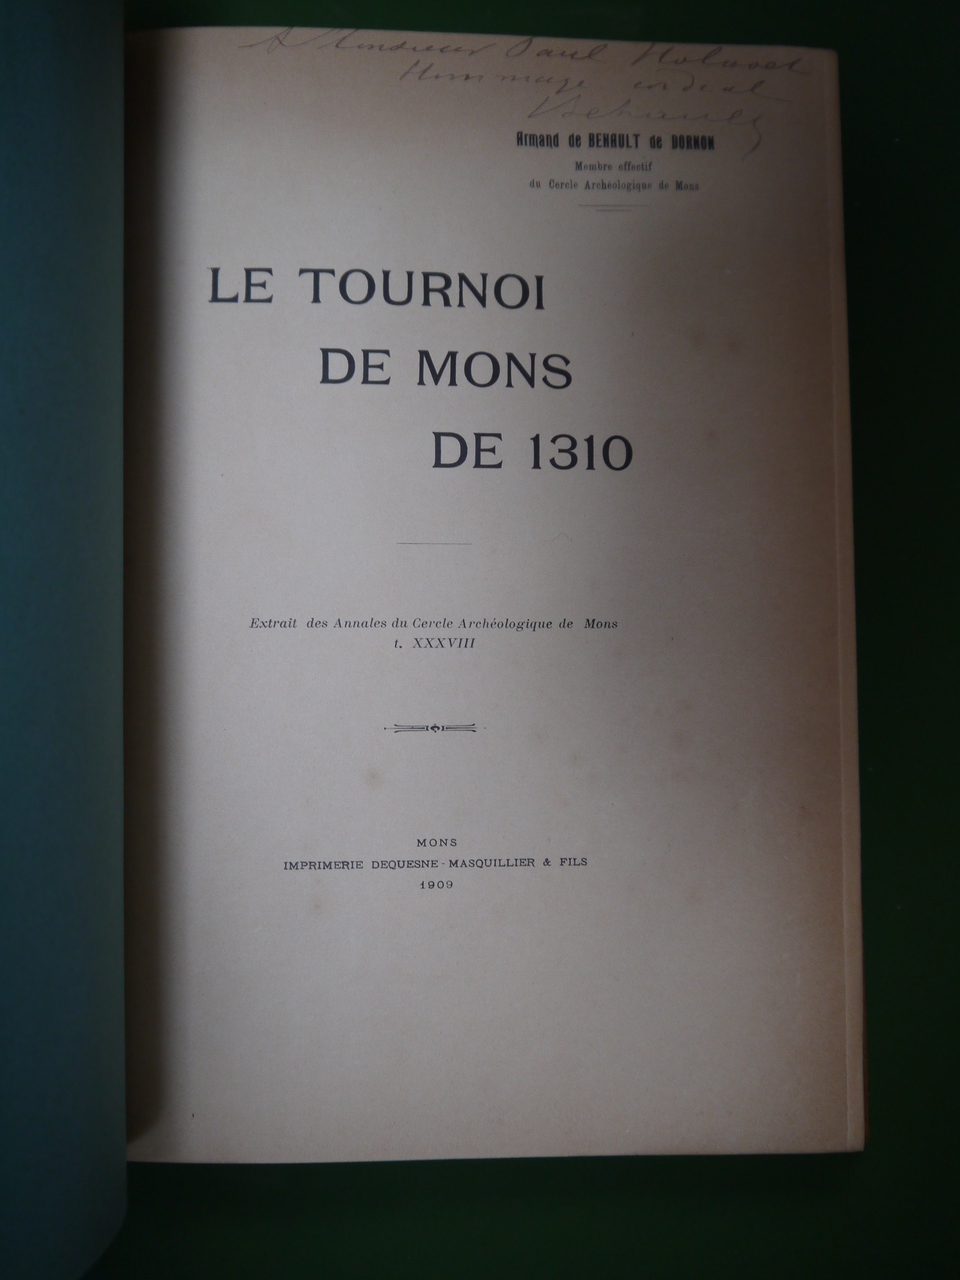 A Monsieur Paul
Hommage cordial
Armand de BEHAULT de DORNON
Membre effectif
du Cercle Archéologique de Mons
LE TOURNOI
DE MONS
DE 1310
Extrait des Annales du Cercle Archéologique de Mons
t. XXXVIII
MONS
IMPRIMERIE DEQUESNE-MASQUILLIER & FILS
1909